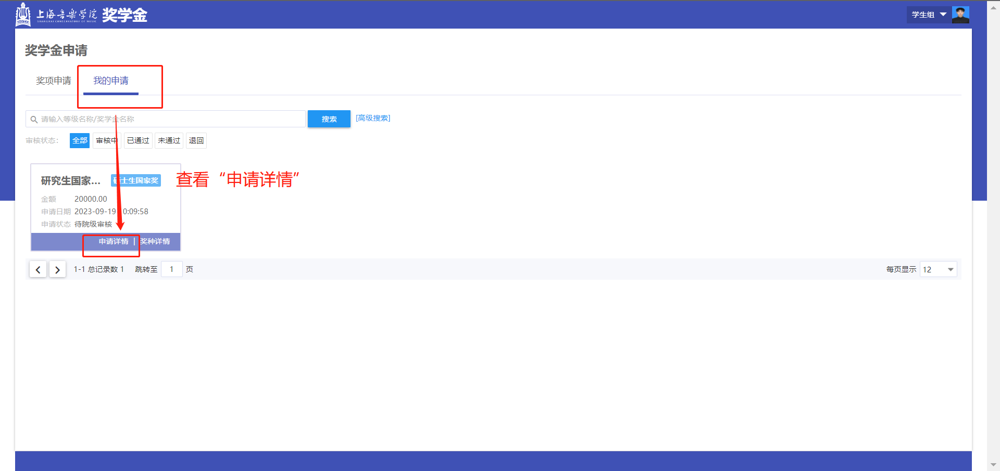 上海音楽学院 奖学金
SHANGHAI CONSERVATORY OF MUSIC
学生组
奖学金申请
奖项申请 我的申请
请输入等级名称/奖学金名称 搜索 [高级搜索]
审核状态: 全部 审核中 已通过 未通过 退回
研究生国家... 硕士生国家奖
查看“申请详情”
金额 20000.00
申请日期 2023-09-19 10:09:58
申请状态 待院级审核
申请详情 | 奖种详情
1-1 总记录数 1 跳转至 1 页 每页显示 12